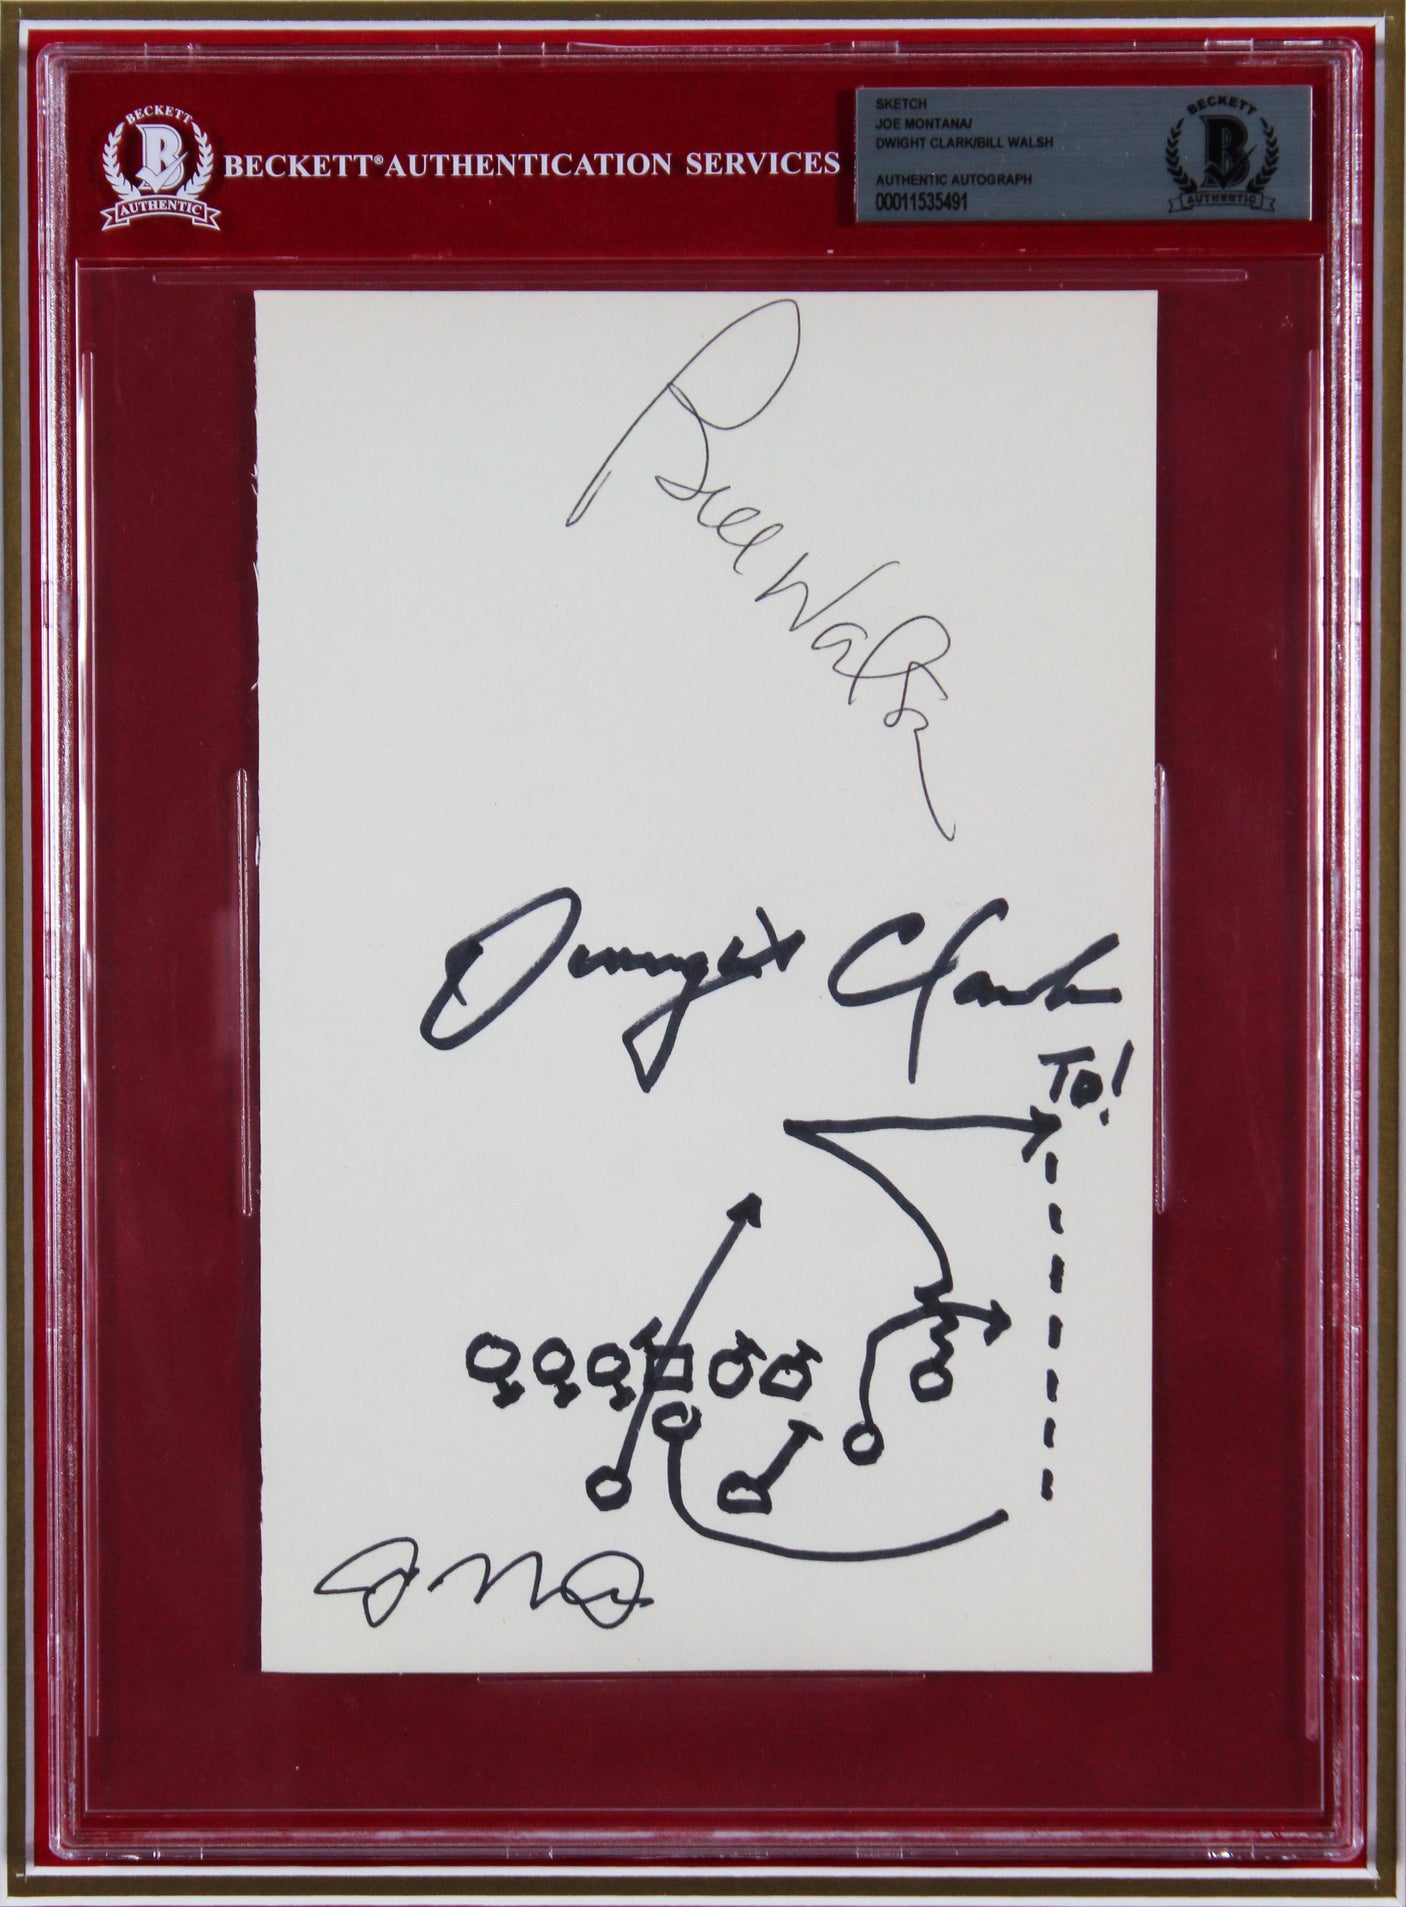 BECKETT
B
AUTHENTIC
BECKETT® AUTHENTICATION SERVICES
SKETCH
JOE MONTANA/
DWIGHT CLARK/BILL WALSH
AUTHENTIC AUTOGRAPH
00011535491
BECKETT
B
AUTHENTIC
Bill Walsh
Dwight Clark
TD!